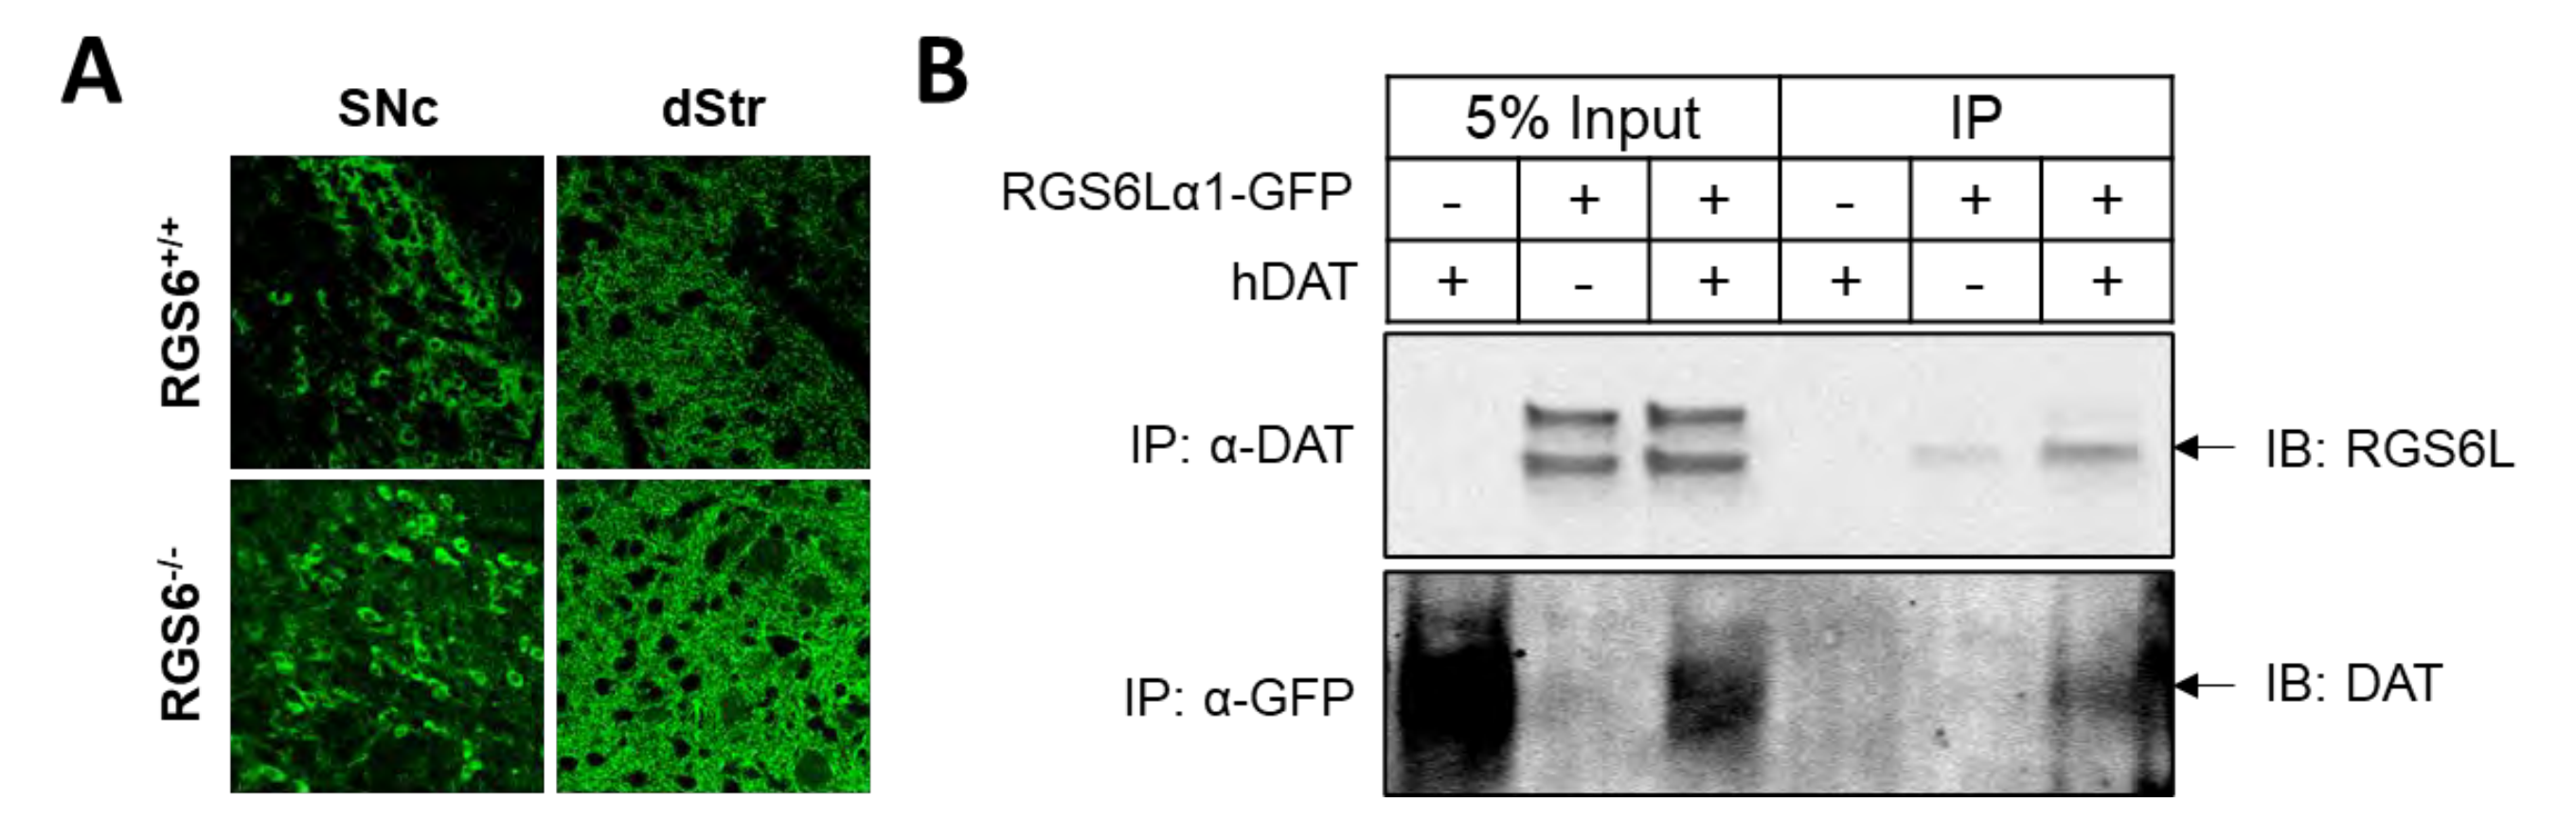 A
SNc dStr
RGS6+/+
RGS6-/-
B
5% Input IP
RGS6Lα1-GFP - + + - + +
hDAT + - + + - +
IP: α-DAT IB: RGS6L
IP: α-GFP IB: DAT